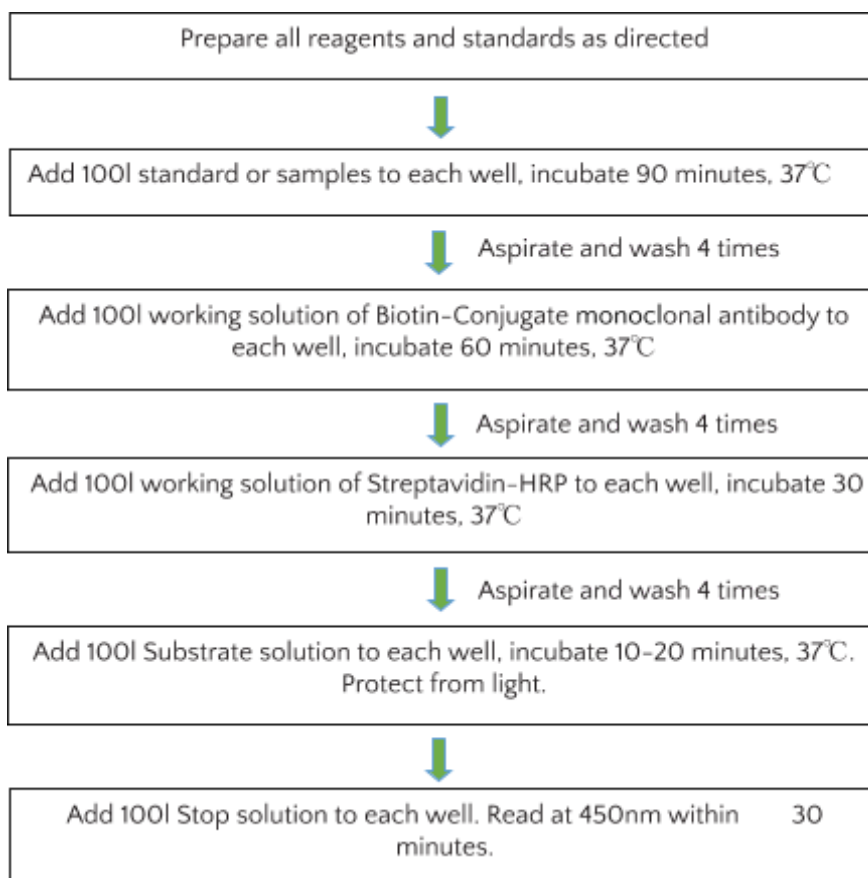 Prepare all reagents and standards as directed
Add 100l standard or samples to each well, incubate 90 minutes, 37℃
Aspirate and wash 4 times
Add 100l working solution of Biotin-Conjugate monoclonal antibody to
each well, incubate 60 minutes, 37℃
Aspirate and wash 4 times
Add 100l working solution of Streptavidin-HRP to each well, incubate 30
minutes, 37℃
Aspirate and wash 4 times
Add 100l Substrate solution to each well, incubate 10-20 minutes, 37℃.
Protect from light.
Add 100l Stop solution to each well. Read at 450nm within 30
minutes.